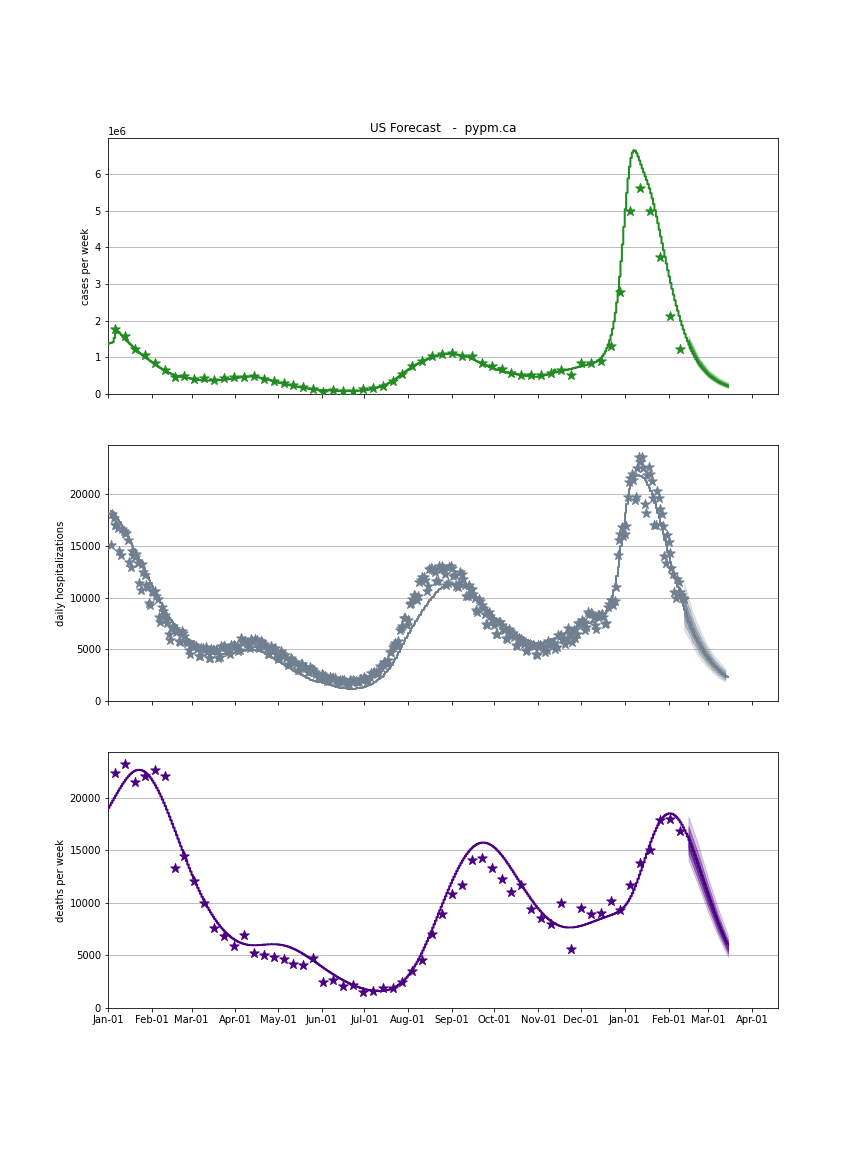 US Forecast - pypm.ca
1e6
6
5
4
3
2
1
0
cases per week
20000
15000
10000
5000
0
daily hospitalizations
20000
15000
10000
5000
0
deaths per week
Jan-01 Feb-01 Mar-01 Apr-01 May-01 Jun-01 Jul-01 Aug-01 Sep-01 Oct-01 Nov-01 Dec-01 Jan-01 Feb-01 Mar-01 Apr-01